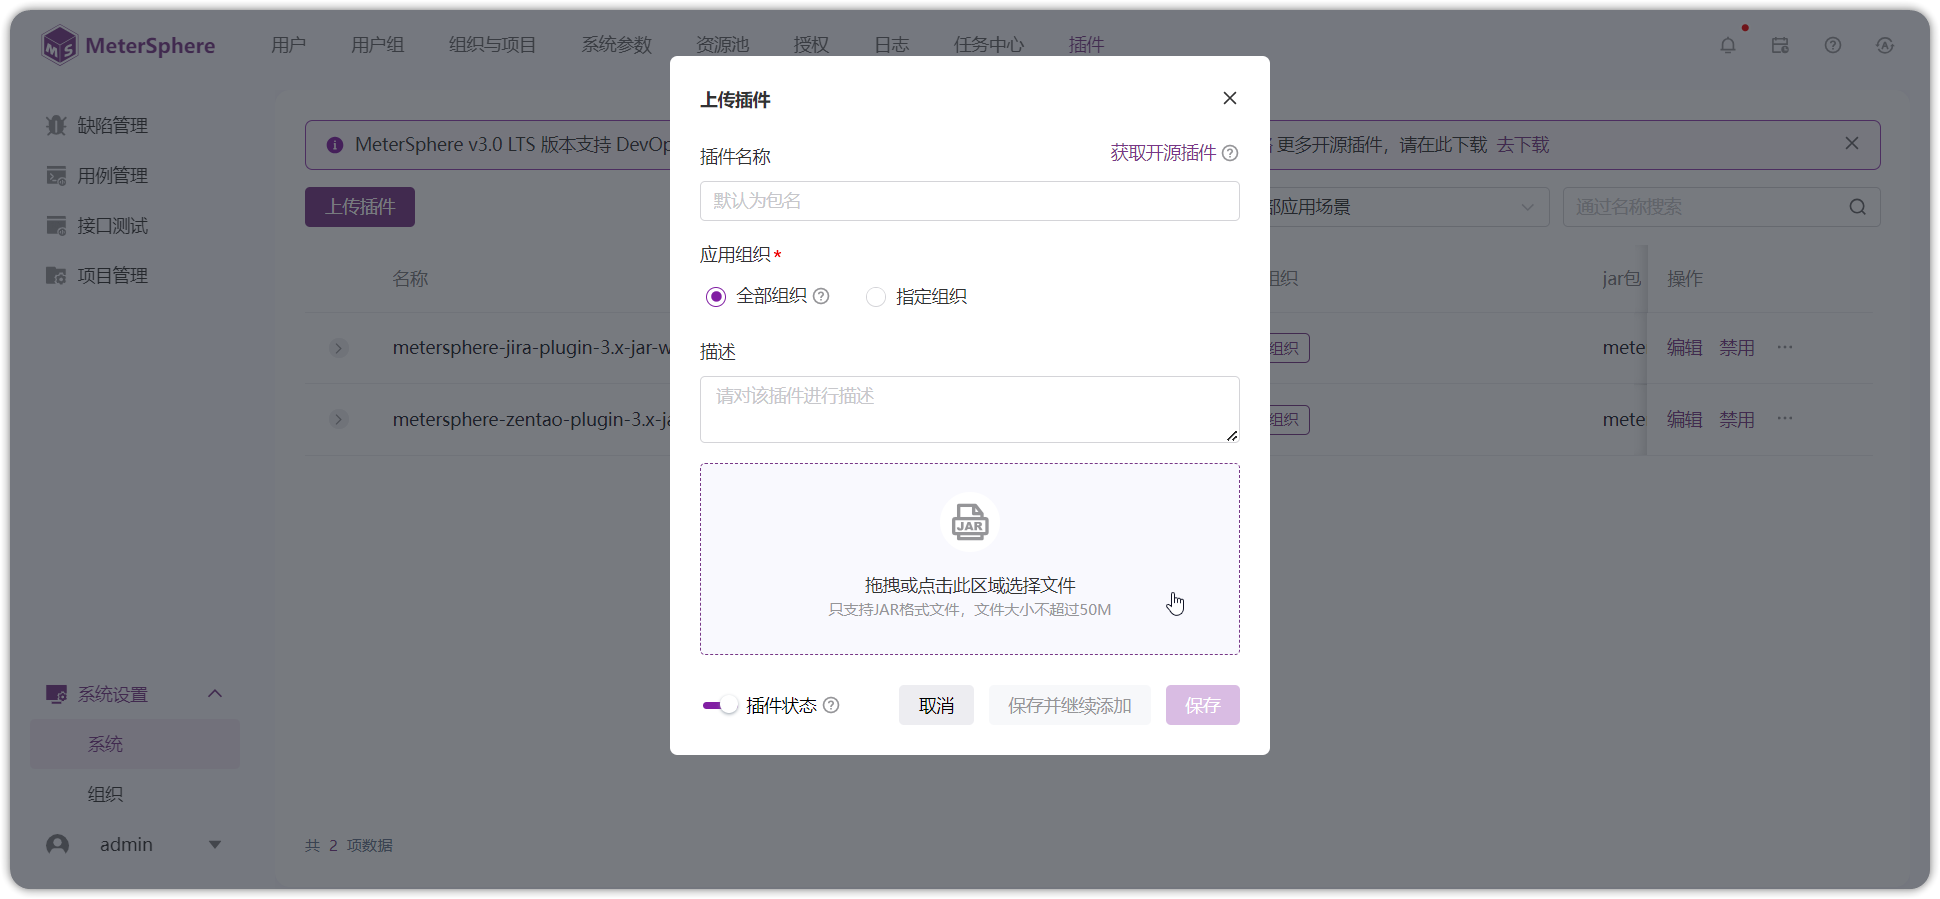 MeterSphere
用户
用户组
组织与项目
系统参数
资源池
授权
日志
任务中心
插件
缺陷管理
用例管理
接口测试
项目管理
系统设置
系统
组织
admin
MeterSphere v3.0 LTS 版本支持 DevOp
更多开源插件，请在此下载 去下载
上传插件
部应用场景
通过名称搜索
名称
组织
jar包
操作
metersphere-jira-plugin-3.x-jar-w
组织
mete
编辑 禁用 ...
metersphere-zentao-plugin-3.x-ja
组织
mete
编辑 禁用 ...
共 2 项数据
上传插件
插件名称
获取开源插件
默认为包名
应用组织*
全部组织
指定组织
描述
请对该插件进行描述
JAR
拖拽或点击此区域选择文件
只支持JAR格式文件，文件大小不超过50M
插件状态
取消
保存并继续添加
保存